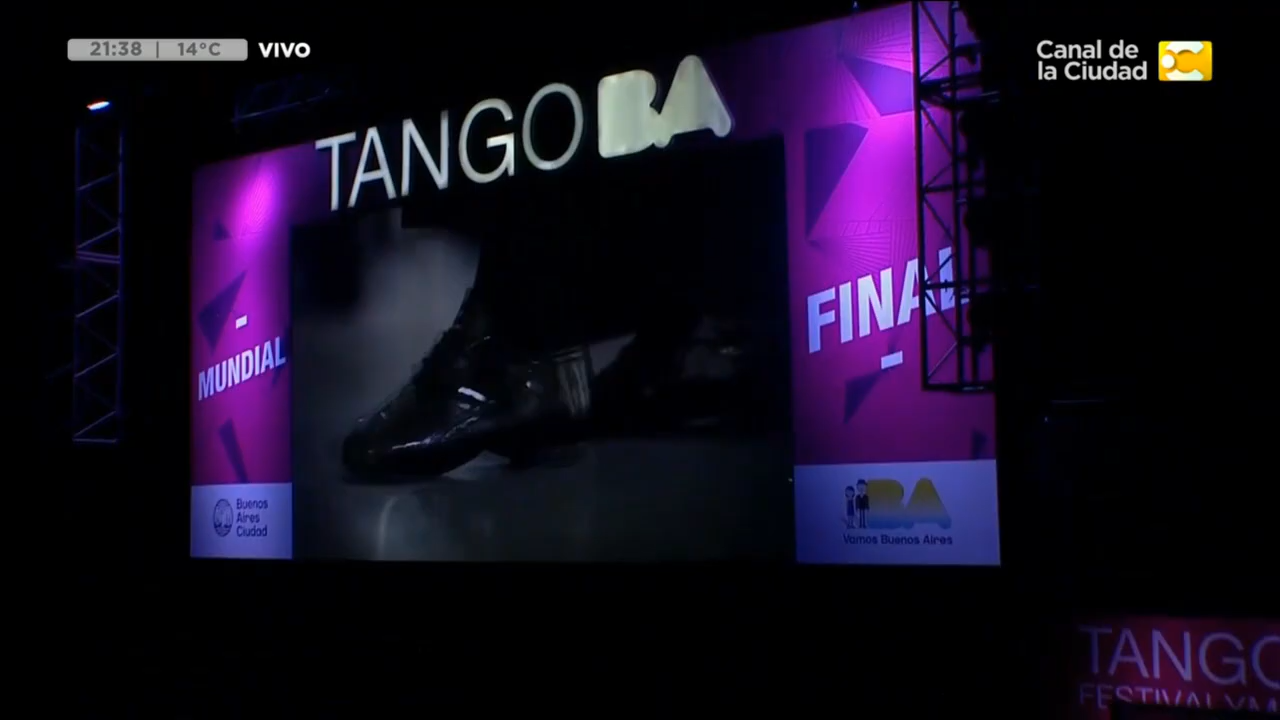 21:38 | 14°C VIVO
Canal de
la Ciudad
TANGO BA
MUNDIAL
FINAL
Buenos
Aires
Ciudad
BA
Vamos Buenos Aires
TANGO
FESTIVAL Y M